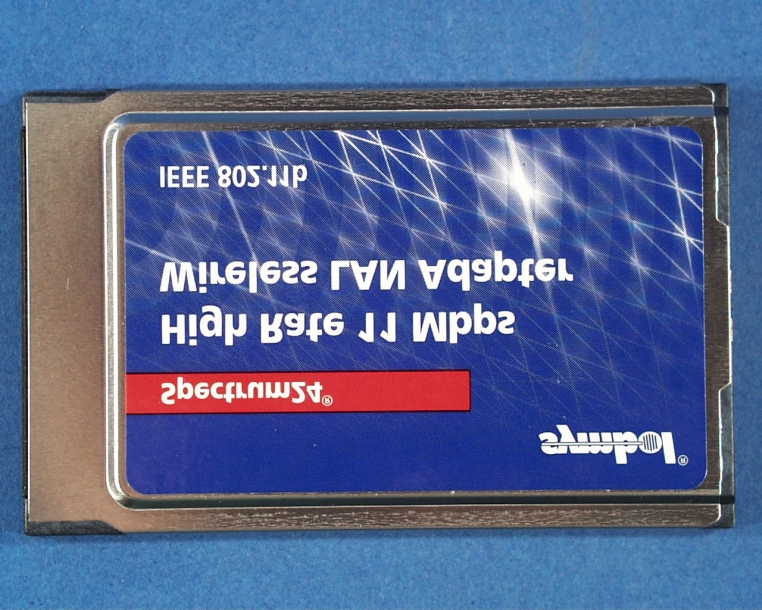 symbol®
Spectrum24®
High Rate 11 Mbps
Wireless LAN Adapter
IEEE 802.11b